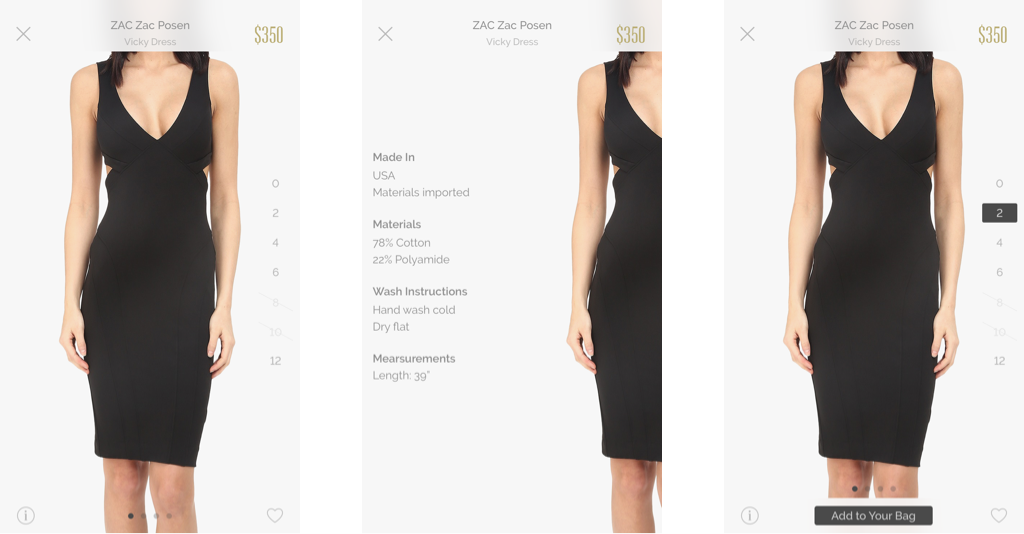 ZAC Zac Posen
Vicky Dress
$350
0
2
4
6
8
10
12
ZAC Zac Posen
Vicky Dress
$350
Made In
USA
Materials imported
Materials
78% Cotton
22% Polyamide
Wash Instructions
Hand wash cold
Dry flat
Mearsurements
Length: 39"
ZAC Zac Posen
Vicky Dress
$350
0
2
4
6
8
10
12
Add to Your Bag